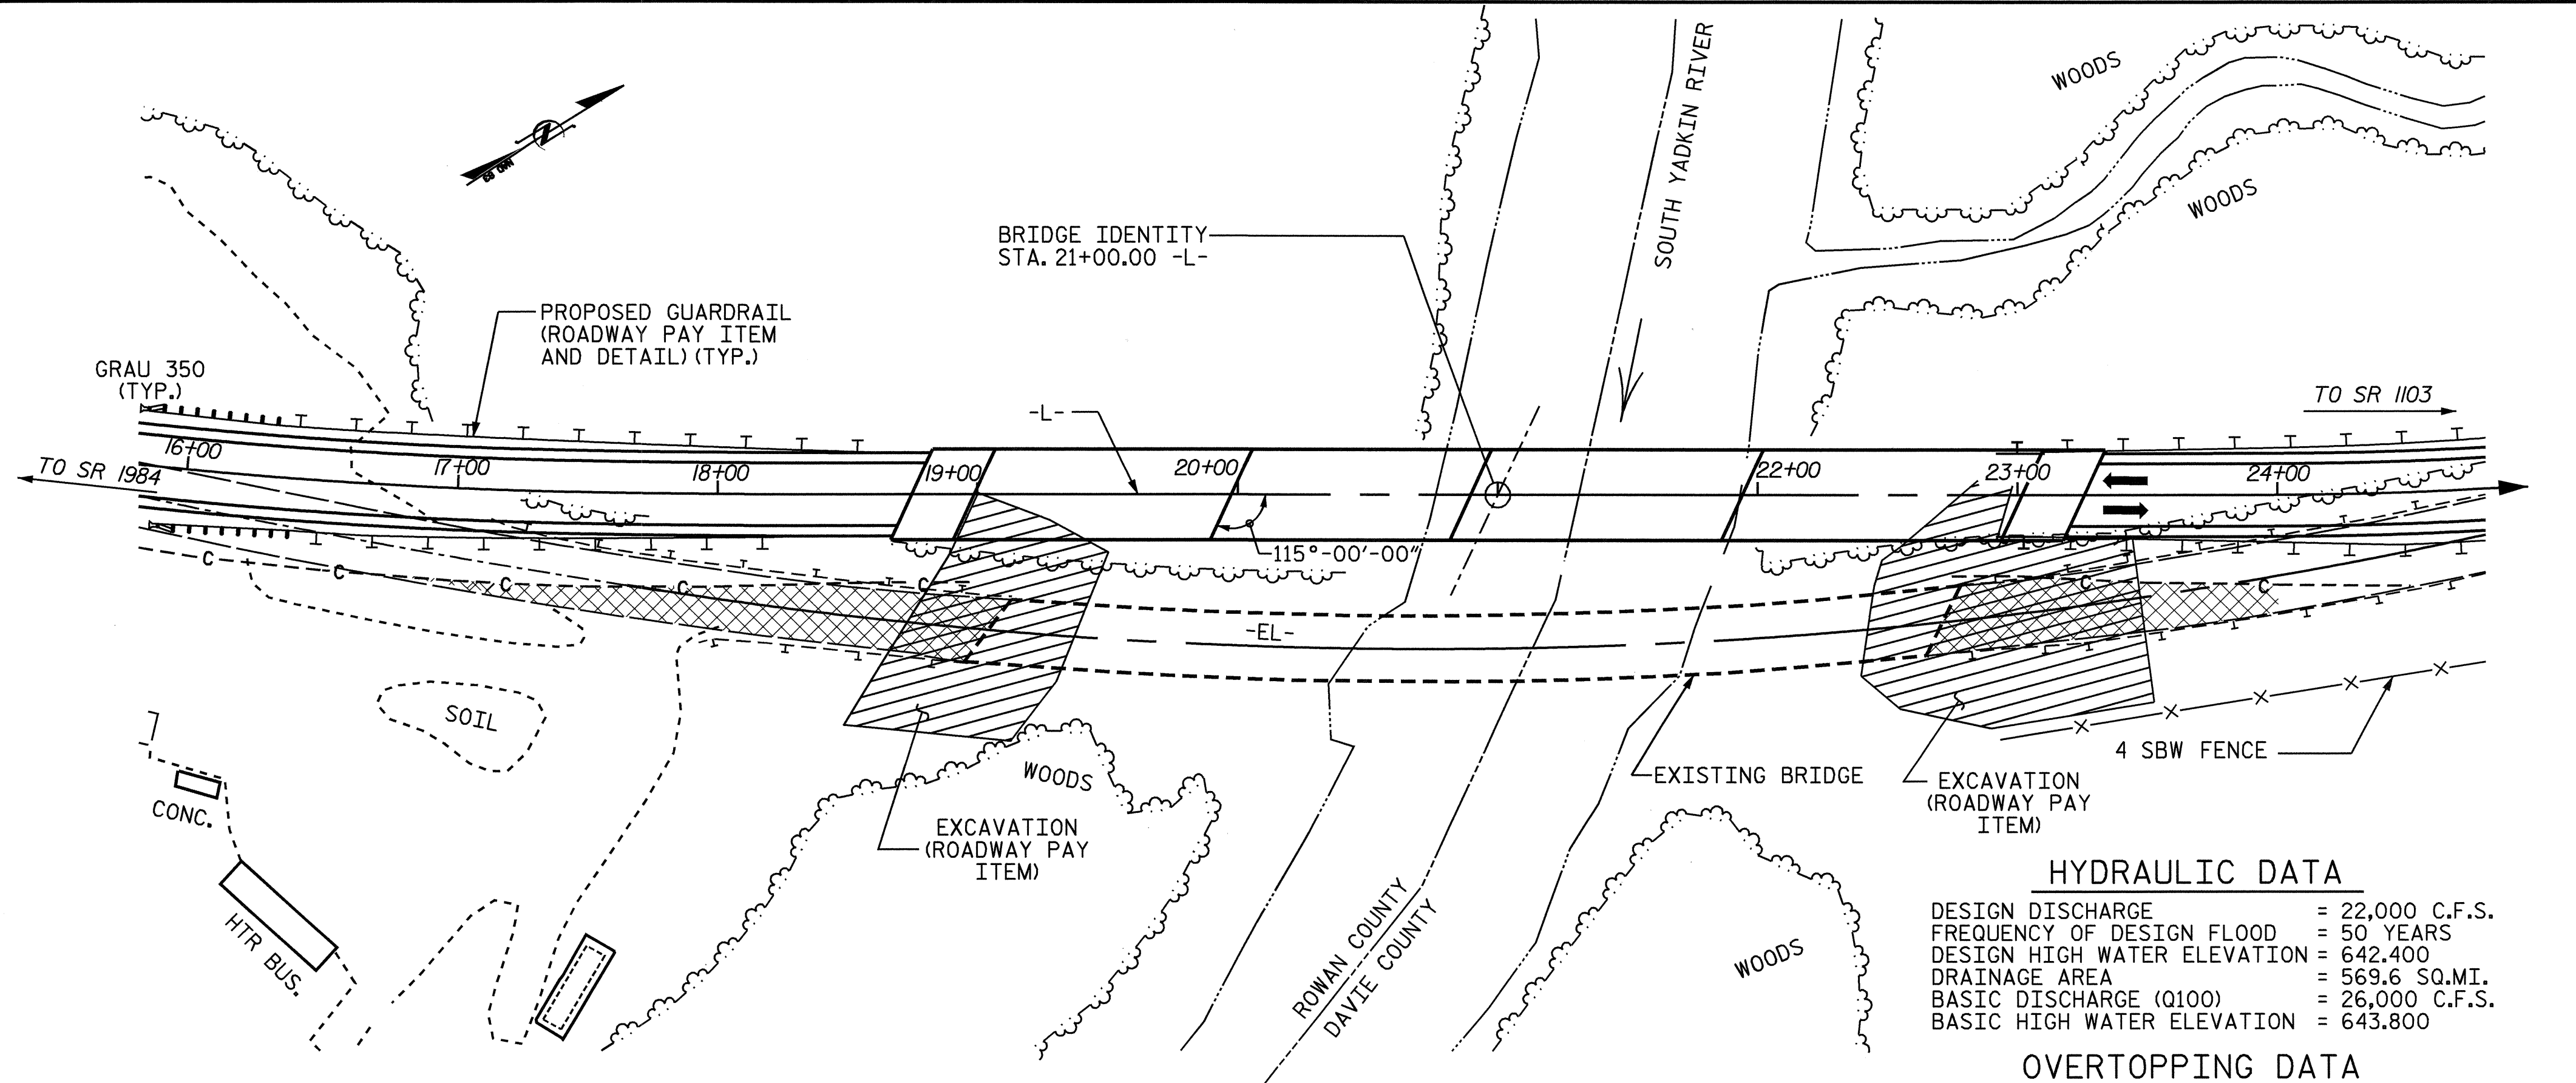 WOODS
SOUTH YADKIN RIVER
NAD 83
WOODS
BRIDGE IDENTITY
STA. 21+00.00 -L-
PROPOSED GUARDRAIL
(ROADWAY PAY ITEM
AND DETAIL) (TYP.)
GRAU 350
(TYP.)
TO SR 1103
-L-
16+00
17+00
18+00
19+00
20+00
22+00
23+00
24+00
TO SR 1984
115°-00'-00"
C
C
C
C
C
C
C
-EL-
SOIL
WOODS
CONC.
EXISTING BRIDGE
4 SBW FENCE
EXCAVATION
(ROADWAY PAY
ITEM)
EXCAVATION
(ROADWAY PAY
ITEM)
HTR BUS.
ROWAN COUNTY
DAVIE COUNTY
WOODS
HYDRAULIC DATA
DESIGN DISCHARGE = 22,000 C.F.S.
FREQUENCY OF DESIGN FLOOD = 50 YEARS
DESIGN HIGH WATER ELEVATION = 642.400
DRAINAGE AREA = 569.6 SQ.MI.
BASIC DISCHARGE (Q100) = 26,000 C.F.S.
BASIC HIGH WATER ELEVATION = 643.800
OVERTOPPING DATA